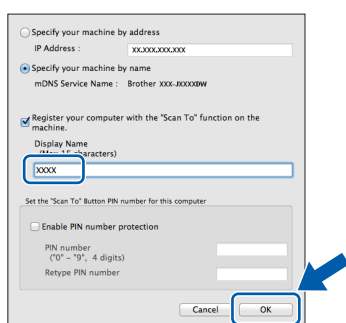 Specify your machine by address
IP Address : XX.XXX.XXX.XXX
Specify your machine by name
mDNS Service Name : Brother XXX-JXXXXDW
Register your computer with the "Scan To" function on the
machine.
Display Name
(Max 15 characters)
XXXX
Set the "Scan To" Button PIN number for this computer
Enable PIN number protection
PIN number
("0" - "9", 4 digits)
Retype PIN number
Cancel OK